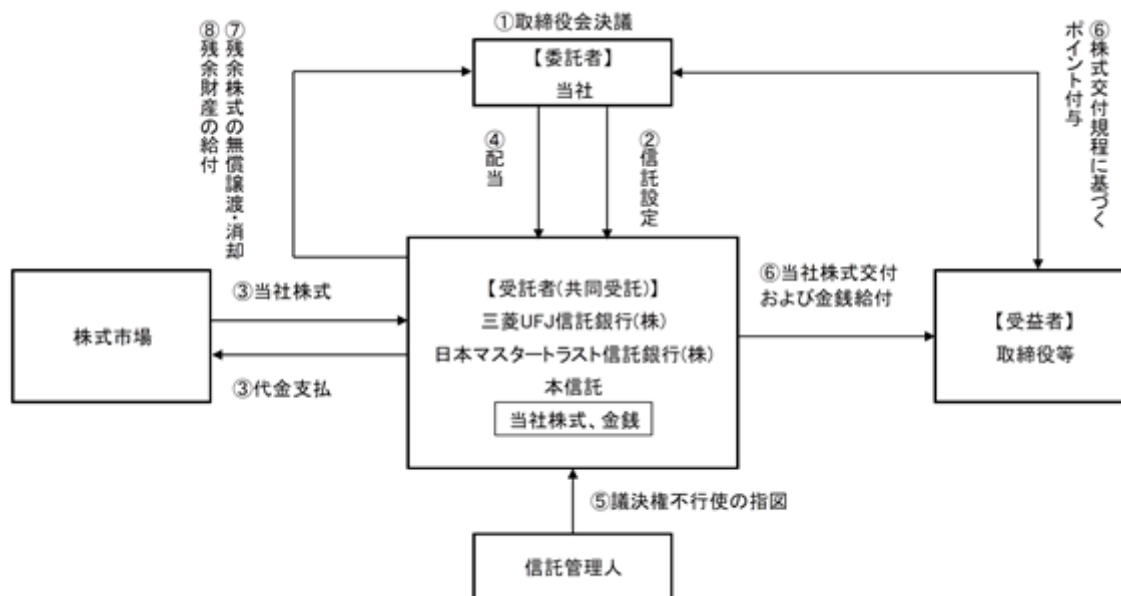 ①取締役会決議
【委託者】
当社
⑦残余株式の無償譲渡・消却
⑧残余財産の給付
④配当
②信託設定
⑥株式交付規程に基づく
ポイント付与
株式市場
③当社株式
③代金支払
【受託者(共同受託)】
三菱UFJ信託銀行(株)
日本マスタートラスト信託銀行(株)
本信託
当社株式、金銭
⑥当社株式交付
および金銭給付
【受益者】
取締役等
⑤議決権不行使の指図
信託管理人